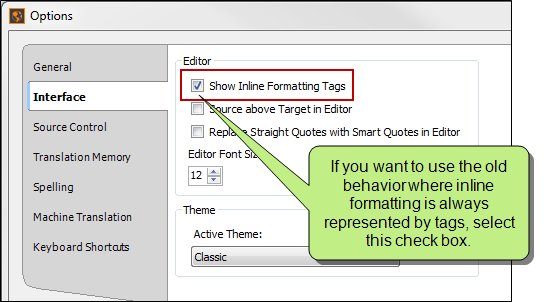 Options
General
Interface
Source Control
Translation Memory
Spelling
Machine Translation
Keyboard Shortcuts
Editor
Show Inline Formatting Tags
Source above Target in Editor
Replace Straight Quotes with Smart Quotes in Editor
Editor Font Siz
12
If you want to use the old
behavior where inline
formatting is always
represented by tags, select
this check box.
Theme
Active Theme:
Classic